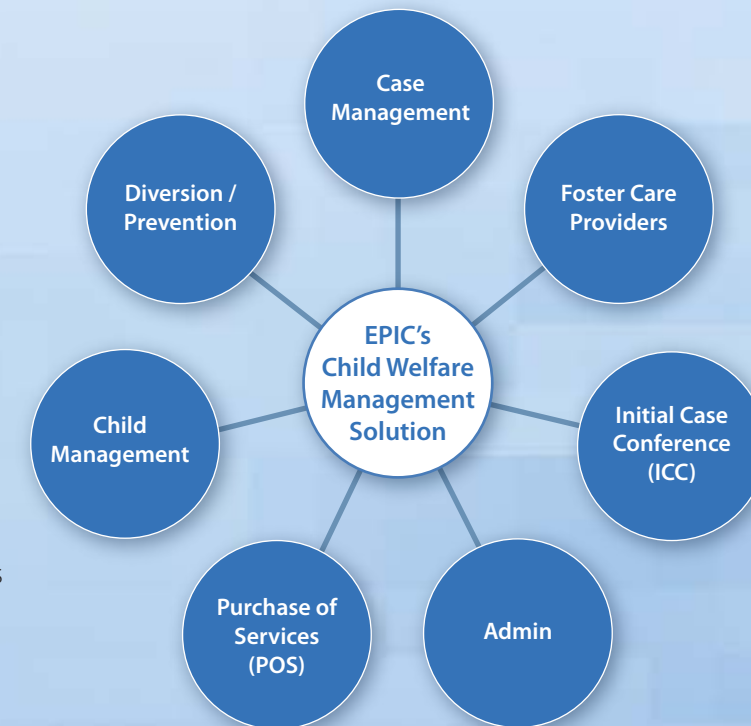 Case
Management
Foster Care
Providers
Initial Case
Conference
(ICC)
Admin
Purchase of
Services
(POS)
Child
Management
Diversion /
Prevention
EPIC's
Child Welfare
Management
Solution